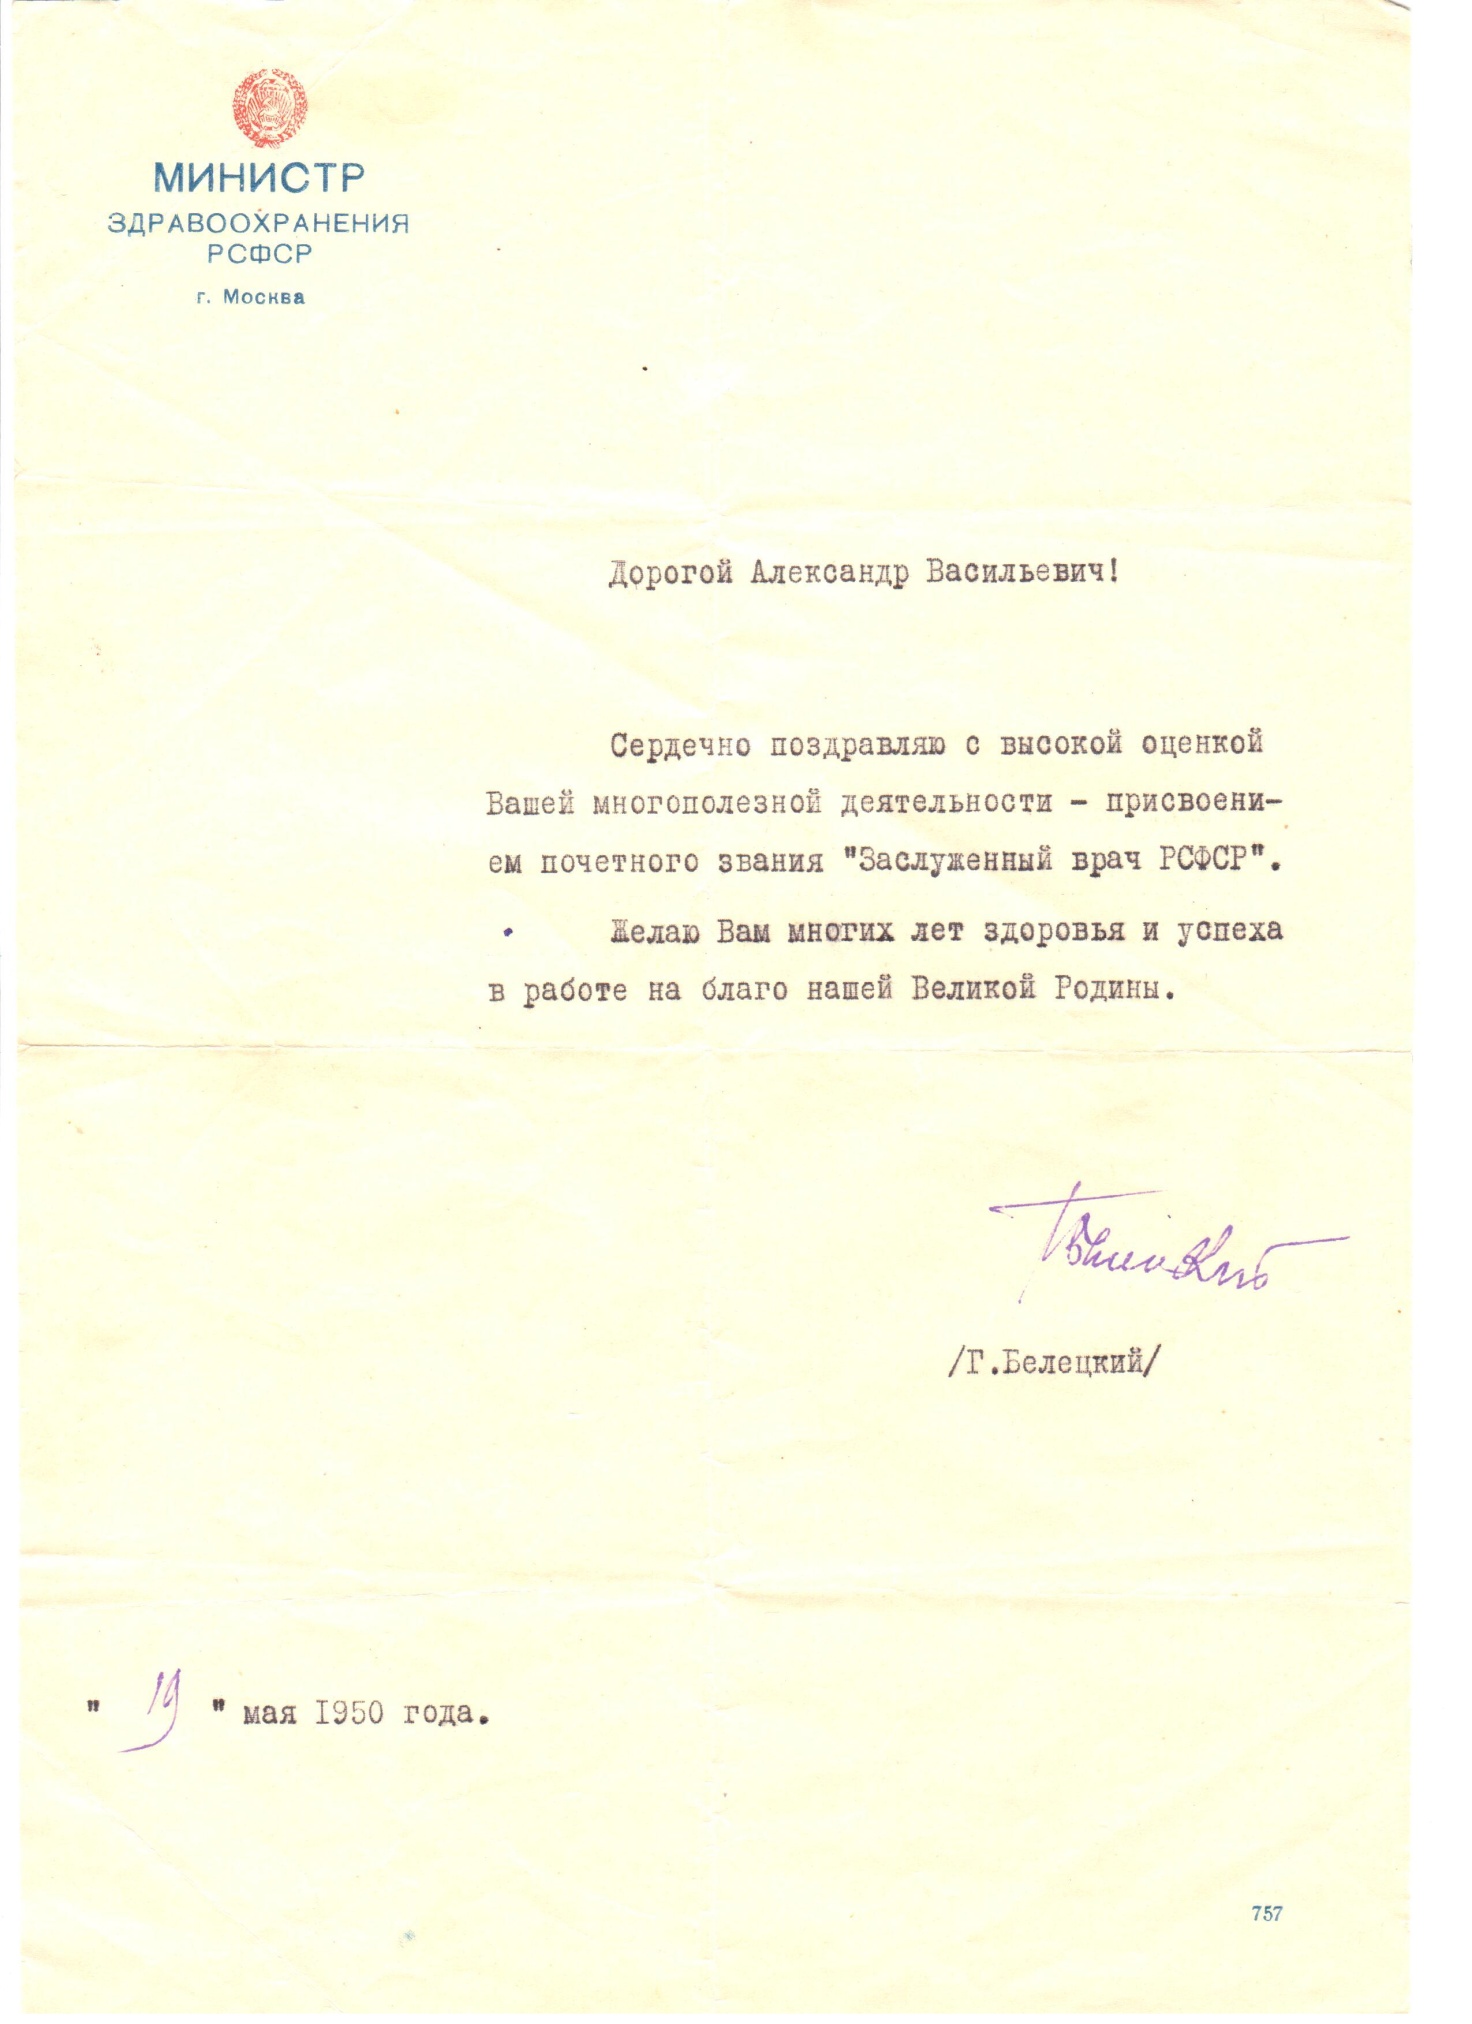 МИНИСТР
ЗДРАВООХРАНЕНИЯ
РСФСР
г. Москва
Дорогой Александр Васильевич!
Сердечно поздравляю с высокой оценкой
Вашей многополезной деятельности - присвоени-
ем почетного звания "Заслуженный врач РСФСР".
Желаю Вам многих лет здоровья и успеха
в работе на благо нашей Великой Родины.
ГБелецкий
/Г.Белецкий/
" 19 " мая 1950 года.
757